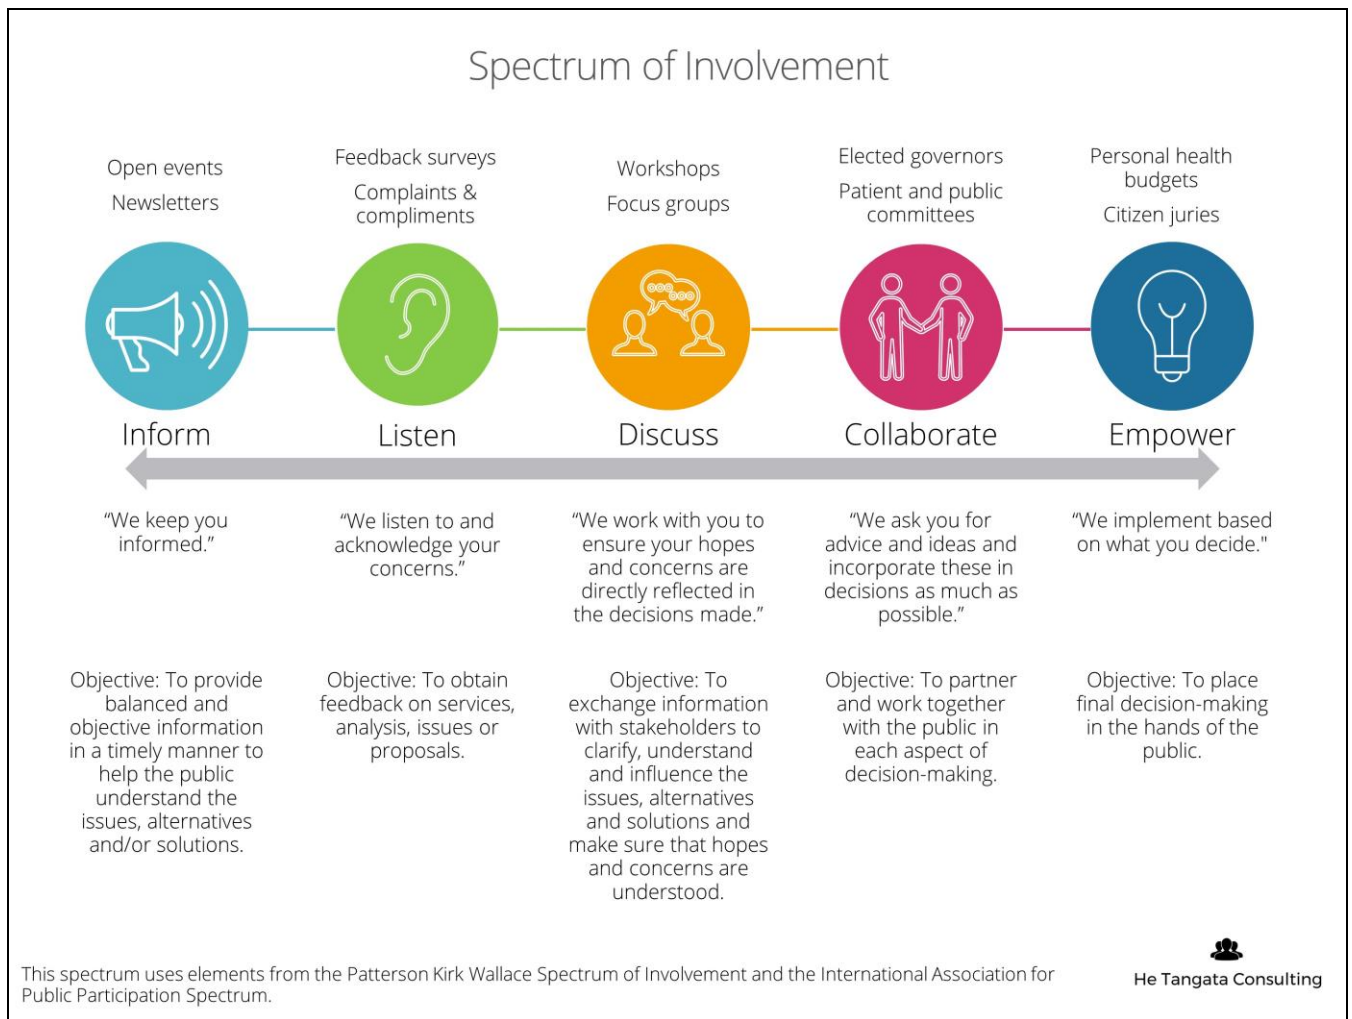 Spectrum of Involvement
Open events
Newsletters
Feedback surveys
Complaints &
compliments
Workshops
Focus groups
Elected governors
Patient and public
committees
Personal health
budgets
Citizen juries
Inform
Listen
Discuss
Collaborate
Empower
“We keep you
informed.”
“We listen to and
acknowledge your
concerns.”
“We work with you to
ensure your hopes
and concerns are
directly reflected in
the decisions made.”
“We ask you for
advice and ideas and
incorporate these in
decisions as much as
possible.”
“We implement based
on what you decide."
Objective: To provide
balanced and
objective information
in a timely manner to
help the public
understand the
issues, alternatives
and/or solutions.
Objective: To obtain
feedback on services,
analysis, issues or
proposals.
Objective: To
exchange information
with stakeholders to
clarify, understand
and influence the
issues, alternatives
and solutions and
make sure that hopes
and concerns are
understood.
Objective: To partner
and work together
with the public in
each aspect of
decision-making.
Objective: To place
final decision-making
in the hands of the
public.
This spectrum uses elements from the Patterson Kirk Wallace Spectrum of Involvement and the International Association for
Public Participation Spectrum.
He Tangata Consulting